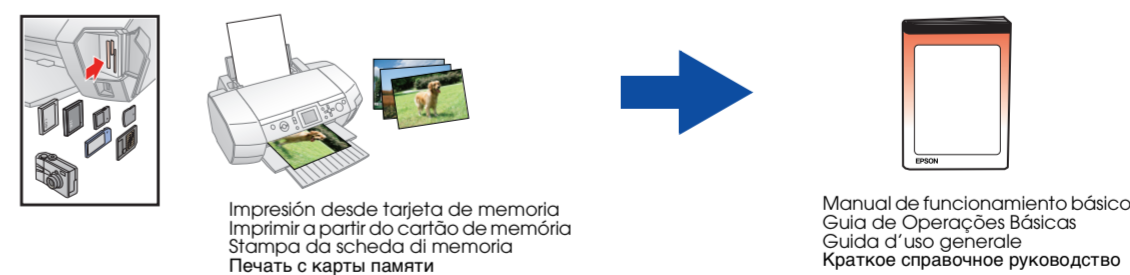 Impresión desde tarjeta de memoria
Imprimir a partir do cartão de memória
Stampa da scheda di memoria
Печать с карты памяти
EPSON
Manual de funcionamiento básico
Guia de Operações Básicas
Guida d'uso generale
Краткое справочное руководство